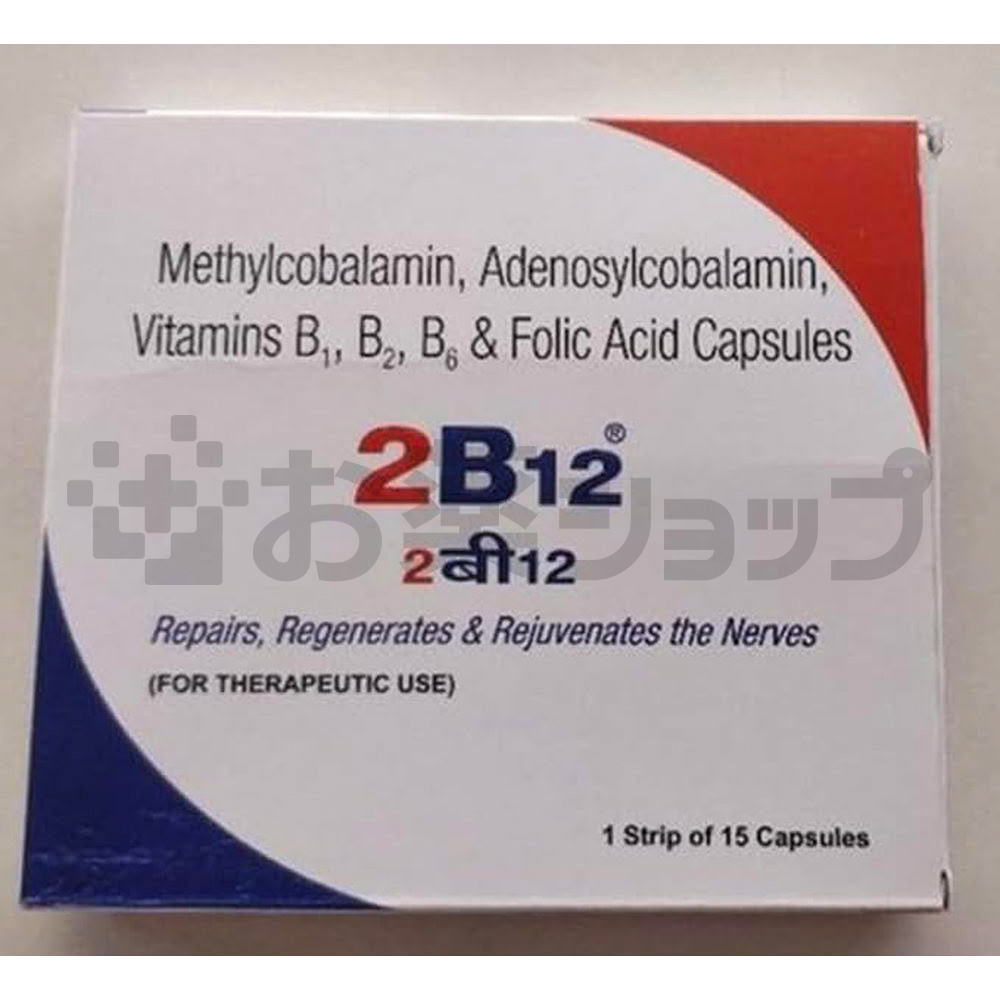 Methylcobalamin, Adenosylcobalamin,
Vitamins B₁, B₂, B₆ & Folic Acid Capsules
2B12®
お薬ショップ
2बी12
Repairs, Regenerates & Rejuvenates the Nerves
(FOR THERAPEUTIC USE)
1 Strip of 15 Capsules